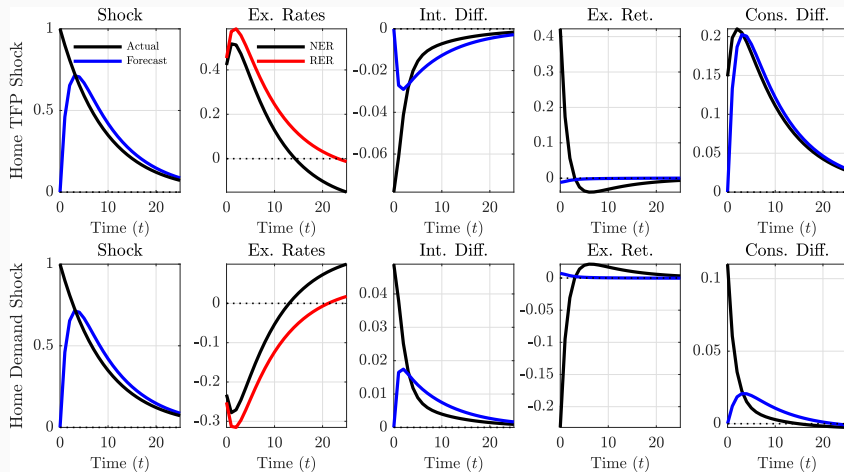 Shock Ex. Rates Int. Diff. Ex. Ret. Cons. Diff.
Home TFP Shock
1 0.5 0
Actual
Forecast
0 10 20
Time (t)
0.4 0.2 0
NER
RER
0 10 20
Time (t)
0 -0.02 -0.04 -0.06
0 10 20
Time (t)
0.4 0.3 0.2 0.1 0
0 10 20
Time (t)
0.2 0.15 0.1 0.05 0
0 10 20
Time (t)
Shock Ex. Rates Int. Diff. Ex. Ret. Cons. Diff.
Home Demand Shock
1 0.5 0
0 10 20
Time (t)
0 -0.1 -0.2 -0.3
0 10 20
Time (t)
0.04 0.03 0.02 0.01 0
0 10 20
Time (t)
0 -0.05 -0.1 -0.15 -0.2
0 10 20
Time (t)
0.1 0.05 0
0 10 20
Time (t)